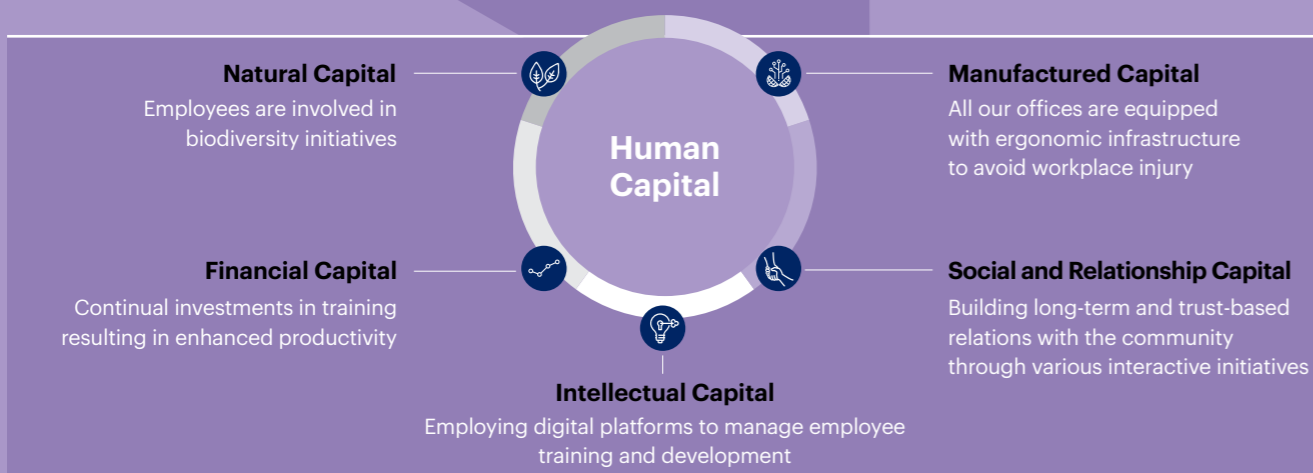 Natural Capital
Employees are involved in
biodiversity initiatives
Human
Capital
Manufactured Capital
All our offices are equipped
with ergonomic infrastructure
to avoid workplace injury
Financial Capital
Continual investments in training
resulting in enhanced productivity
Social and Relationship Capital
Building long-term and trust-based
relations with the community
through various interactive initiatives
Intellectual Capital
Employing digital platforms to manage employee
training and development